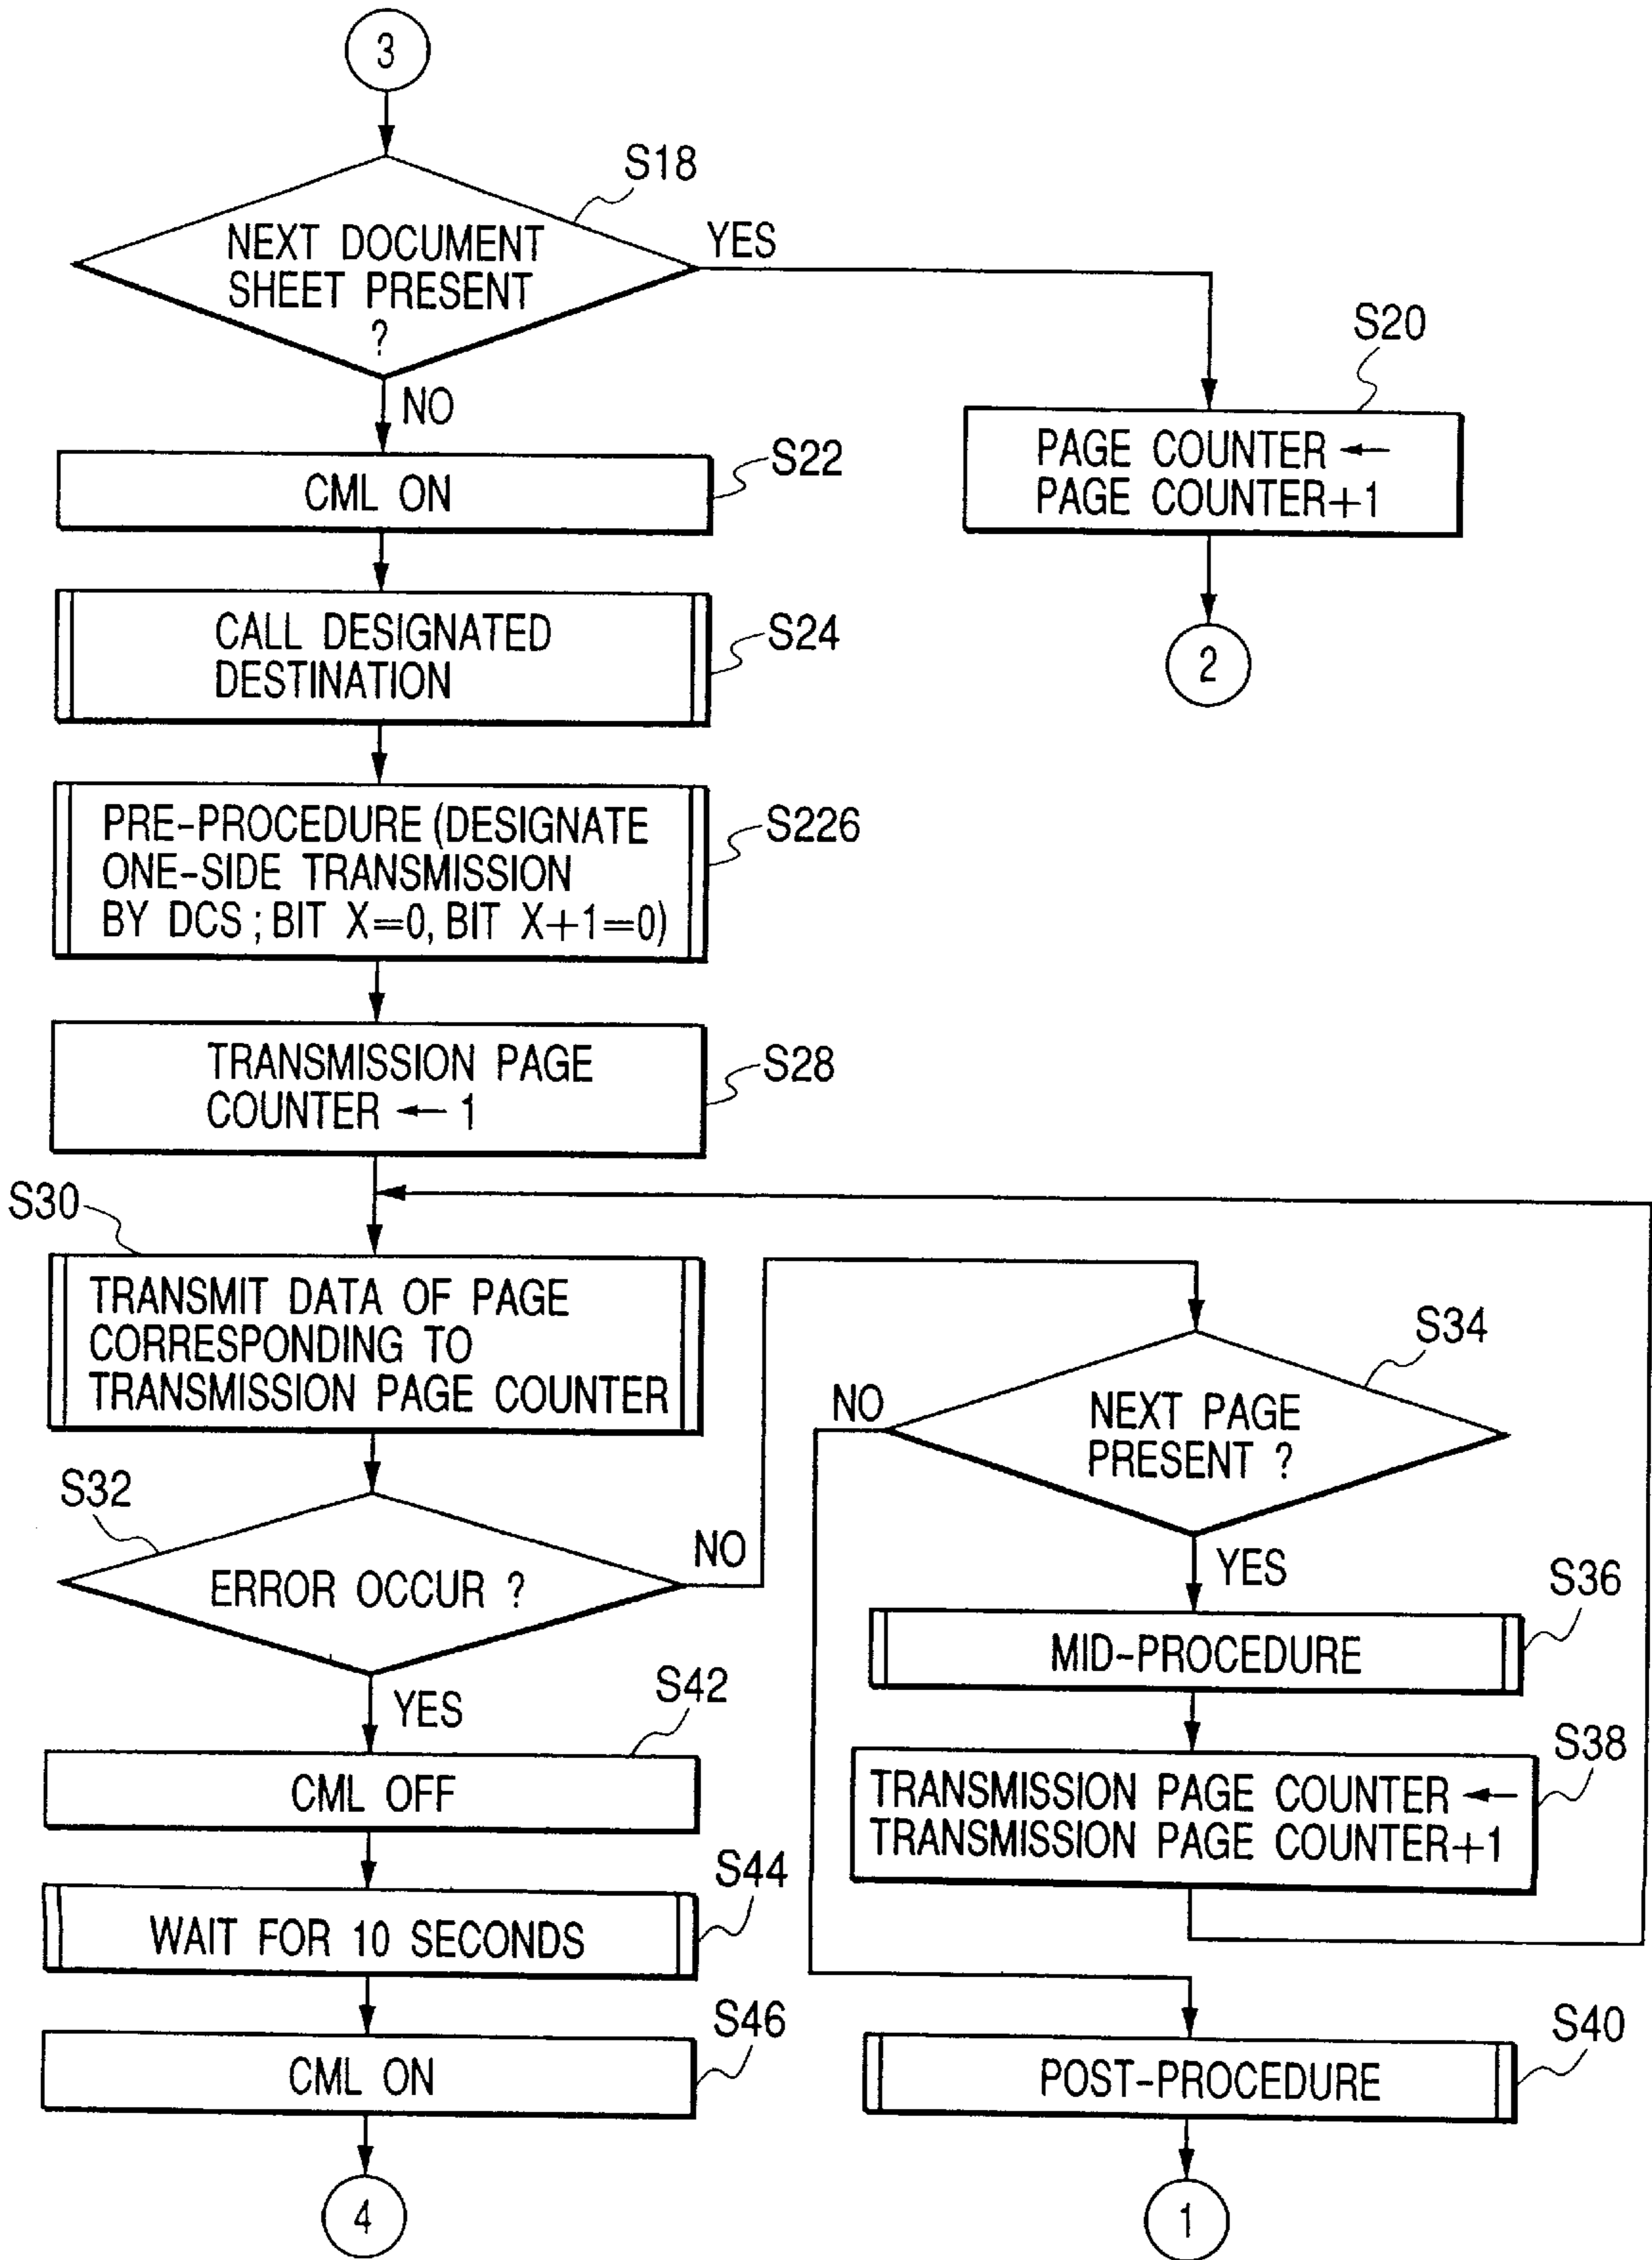 3
S18
NEXT DOCUMENT
SHEET PRESENT
?
YES
NO
S20
PAGE COUNTER ←
PAGE COUNTER+1
2
S22
CML ON
S24
CALL DESIGNATED
DESTINATION
S226
PRE-PROCEDURE (DESIGNATE
ONE-SIDE TRANSMISSION
BY DCS ; BIT X=0, BIT X+1=0)
S28
TRANSMISSION PAGE
COUNTER ← 1
S30
TRANSMIT DATA OF PAGE
CORRESPONDING TO
TRANSMISSION PAGE COUNTER
S32
ERROR OCCUR ?
NO
YES
S34
NEXT PAGE
PRESENT ?
NO
YES
S36
MID-PROCEDURE
S38
TRANSMISSION PAGE COUNTER ←
TRANSMISSION PAGE COUNTER+1
S42
CML OFF
S44
WAIT FOR 10 SECONDS
S46
CML ON
4
S40
POST-PROCEDURE
1